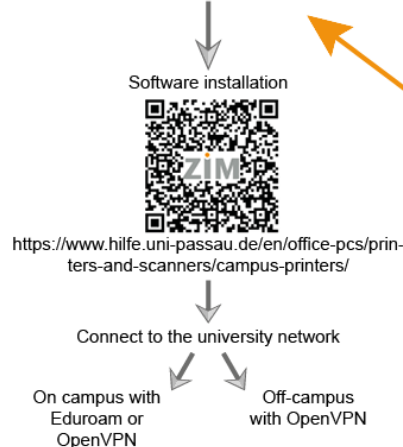 Software installation
ZIM
https://www.hilfe.uni-passau.de/en/office-pcs/prin-
ters-and-scanners/campus-printers/
Connect to the university network
On campus with
Eduroam or
OpenVPN
Off-campus
with OpenVPN